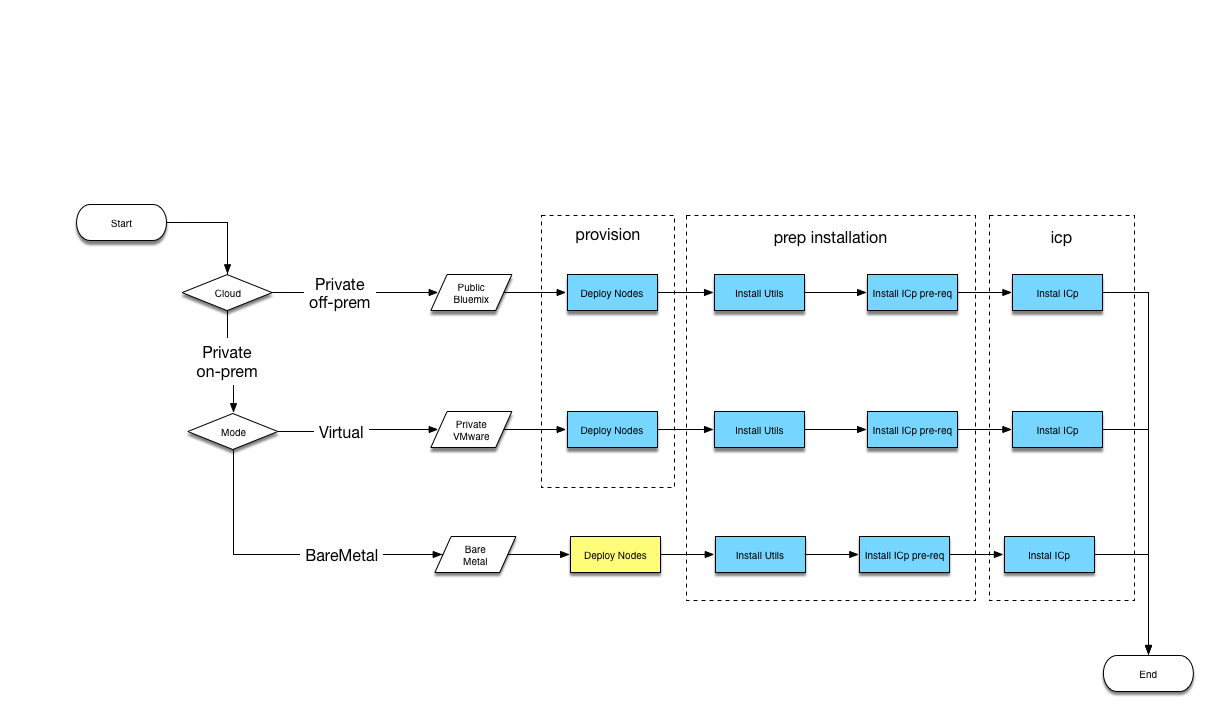 Start
provision
prep installation
icp
Cloud
Private
off-prem
Public
Bluemix
Deploy Nodes
Install Utils
Install ICp pre-req
Instal ICp
Private
on-prem
Mode
Virtual
Private
VMware
Deploy Nodes
Install Utils
Install ICp pre-req
Instal ICp
BareMetal
Bare
Metal
Deploy Nodes
Install Utils
Install ICp pre-req
Instal ICp
End